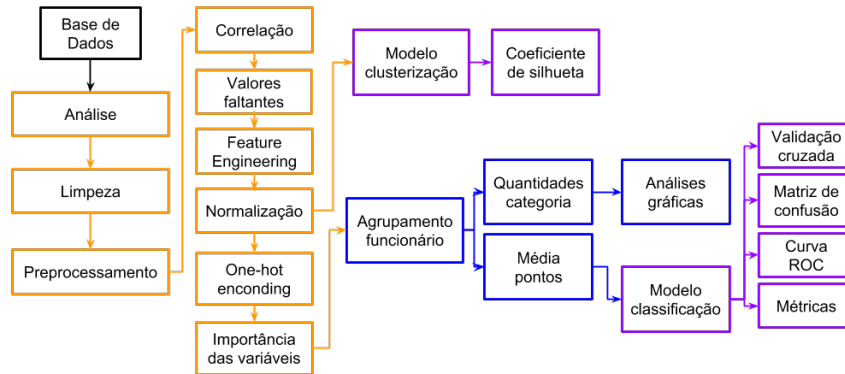 Base de
Dados
Análise
Limpeza
Preprocessamento
Correlação
Valores
faltantes
Feature
Engineering
Normalização
One-hot
enconding
Importância
das variáveis
Modelo
clusterização
Coeficiente
de silhueta
Agrupamento
funcionário
Quantidades
categoria
Análises
gráficas
Média
pontos
Modelo
classificação
Validação
cruzada
Matriz de
confusão
Curva
ROC
Métricas